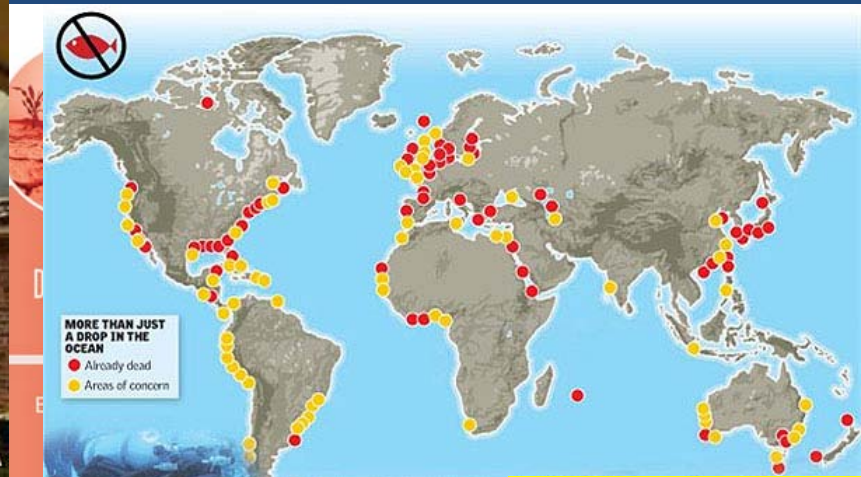 MORE THAN JUST
A DROP IN THE
OCEAN
Already dead
Areas of concern
D
E